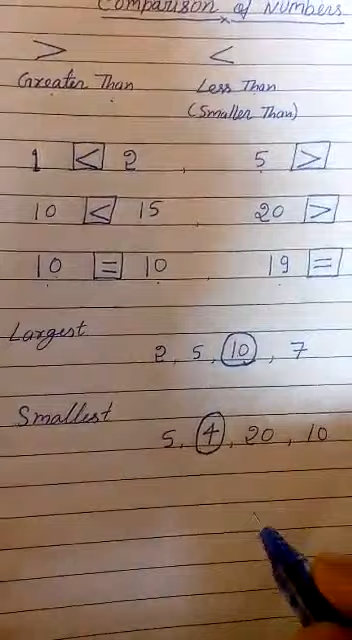 Comparison of Numbers
> <
Greater Than Less Than
(Smaller Than)
1 < 2 , 5 >
10 < 15 , 20 >
10 = 10 , 19 =
Largest
2, 5, 10, 7
Smallest
5, 4, 20, 10